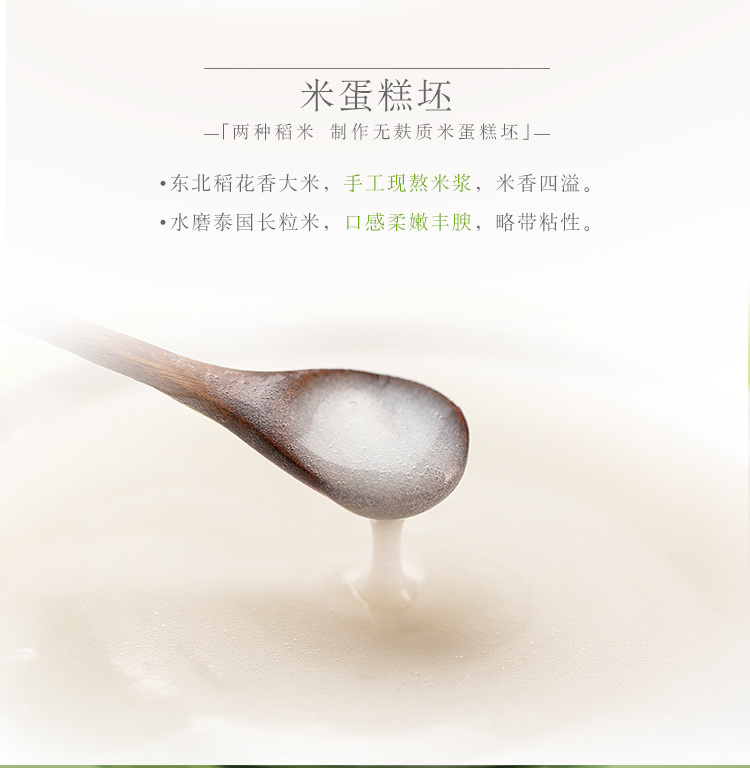 米蛋糕坯
—「两种稻米 制作无麸质米蛋糕坯」—
•东北稻花香大米，手工现熬米浆，米香四溢。
•水磨泰国长粒米，口感柔嫩丰腴，略带粘性。